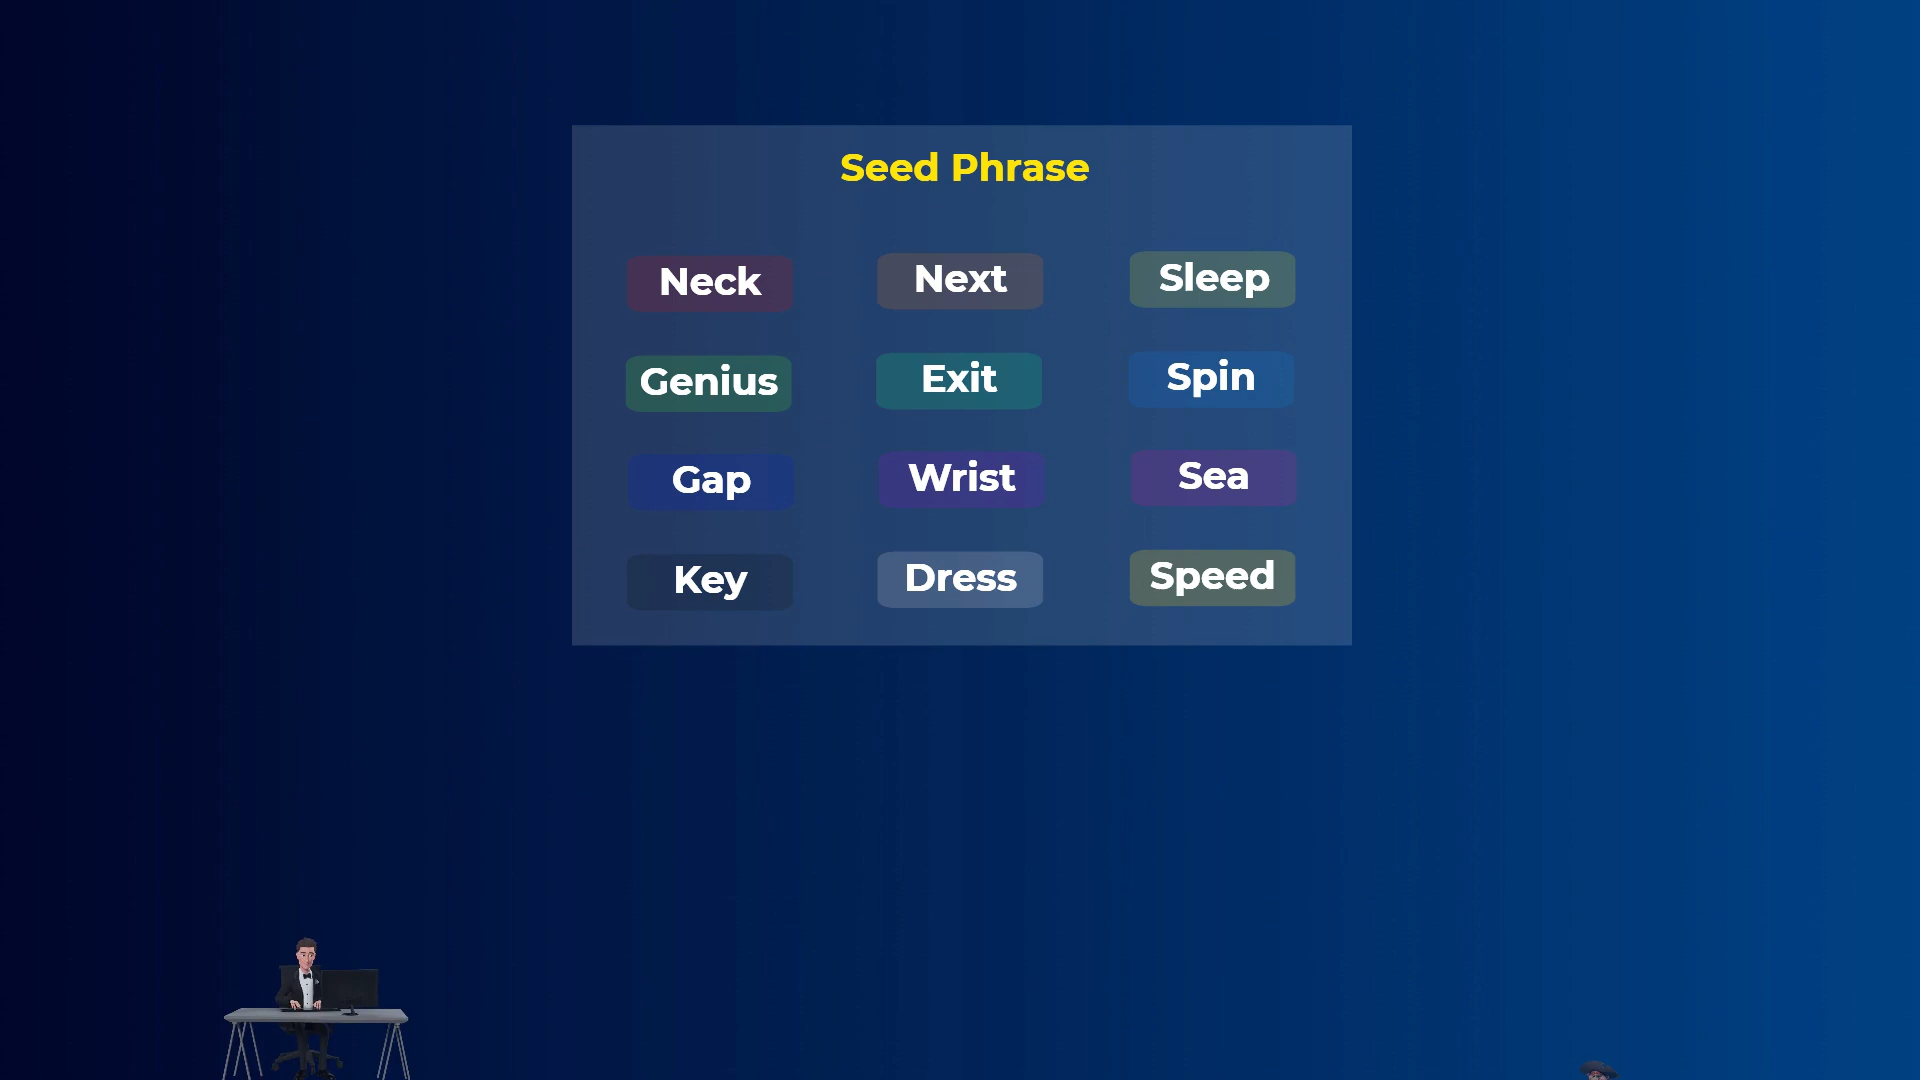 Seed Phrase
Neck Next Sleep
Genius Exit Spin
Gap Wrist Sea
Key Dress Speed